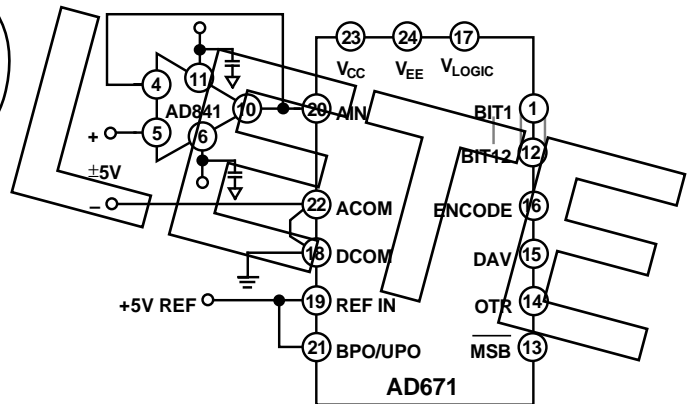 23
24
17
VCC
VEE
VLOGIC
4
11
AD841
10
20
AIN
BIT1
1
5
6
+
±5V
–
BIT12
12
22
ACOM
ENCODE
16
18
DCOM
DAV
15
+5V REF
19
REF IN
OTR
14
21
BPO/UPO
MSB
13
AD671
LETE